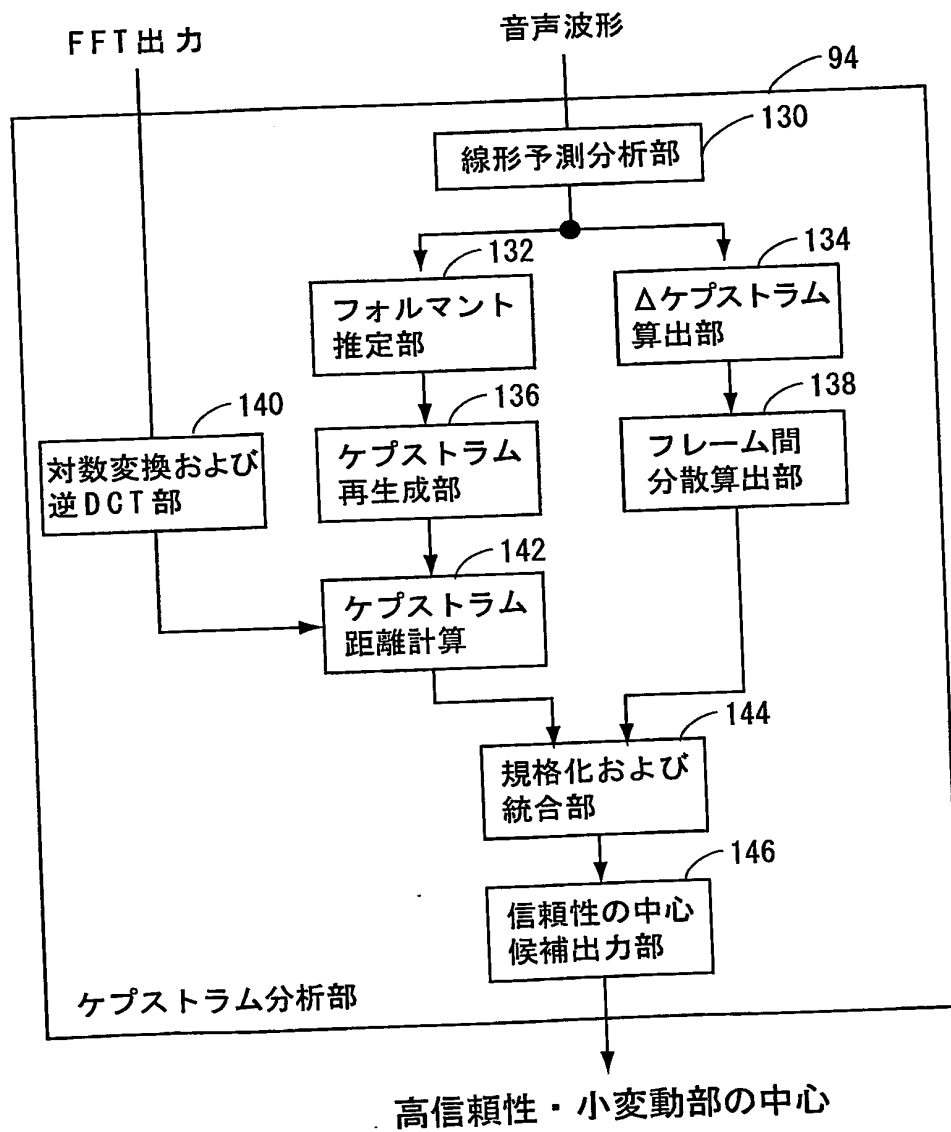 FFT出力
音声波形
94
130
線形予測分析部
132
134
フォルマント
推定部
Δケプストラム
算出部
140
136
138
対数変換および
逆DCT部
ケプストラム
再生成部
フレーム間
分散算出部
142
ケプストラム
距離計算
144
規格化および
統合部
146
信頼性の中心
候補出力部
ケプストラム分析部
高信頼性・小変動部の中心